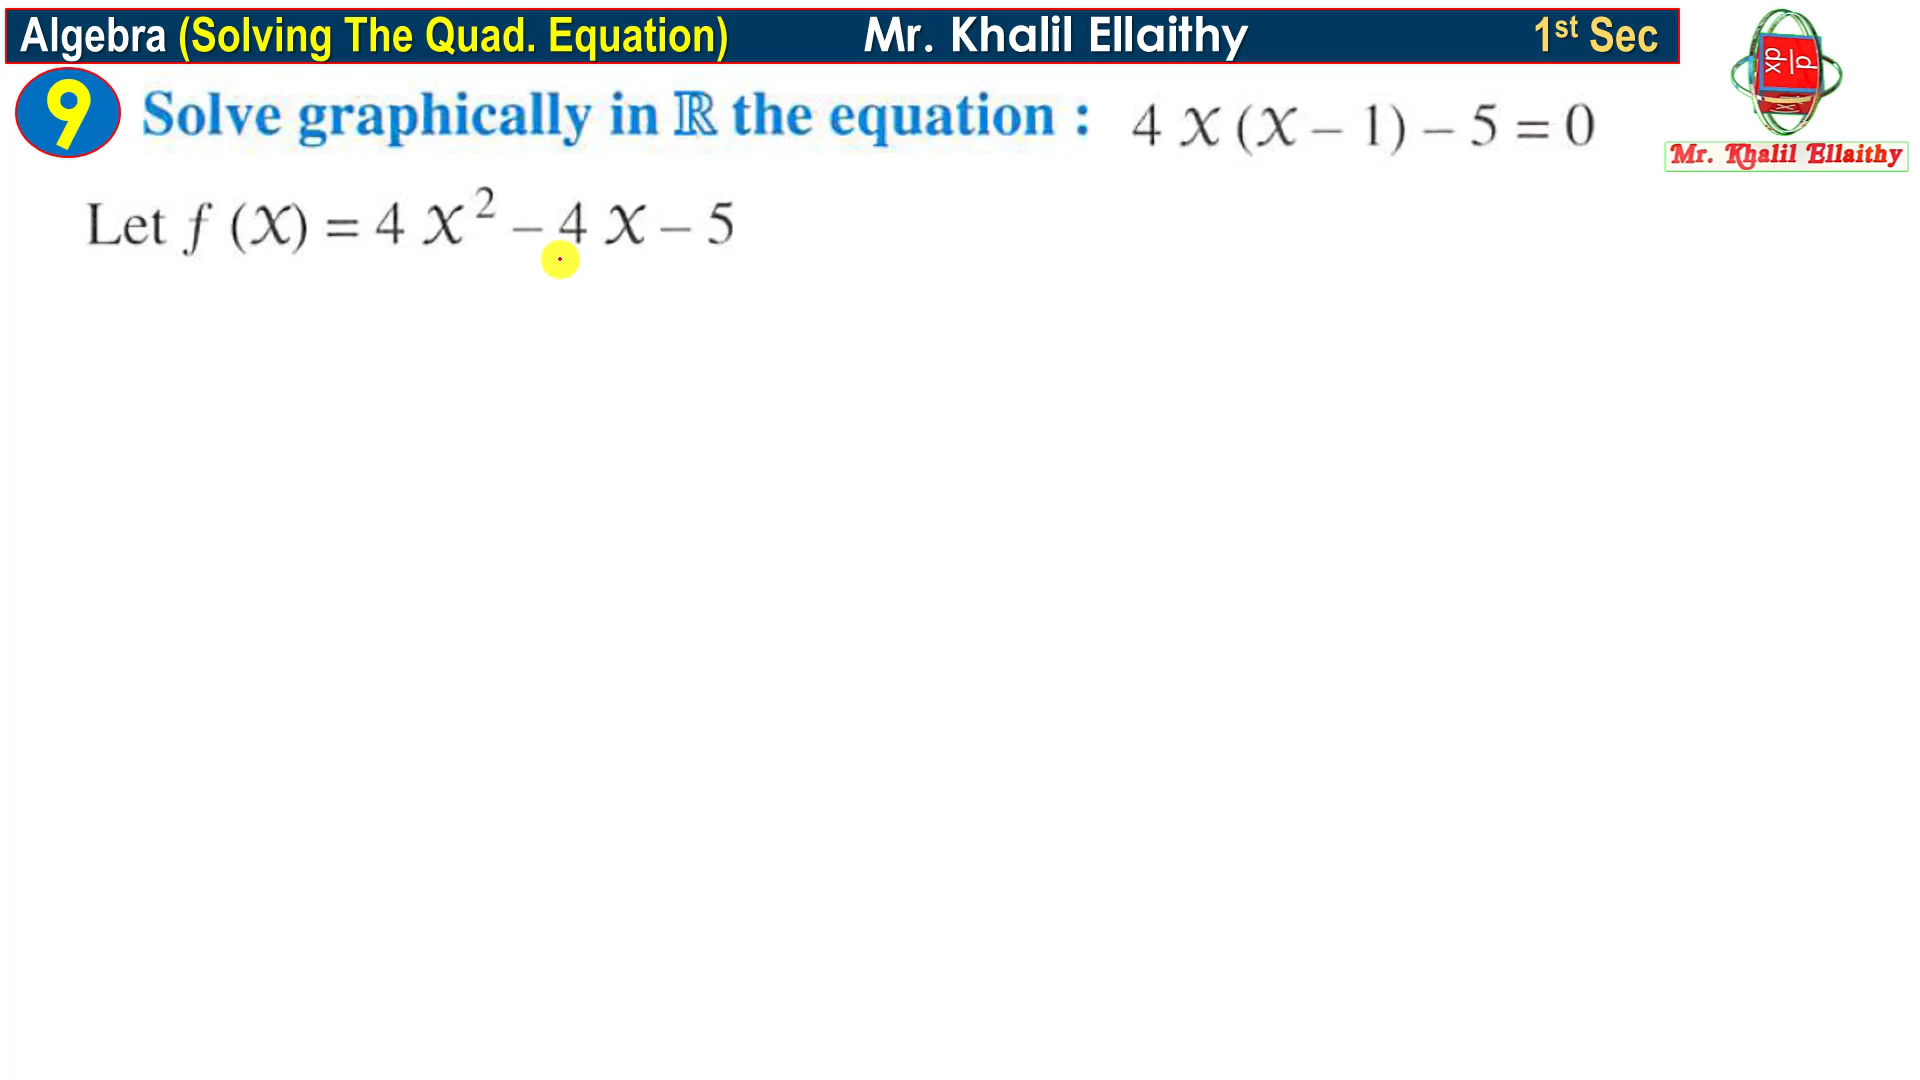 Algebra (Solving The Quad. Equation) Mr. Khalil Ellaithy 1st Sec
d
dx
Mr. Khalil Ellaithy
9 Solve graphically in ℝ the equation : 4 X (X – 1) – 5 = 0
Let f (X) = 4 X² – 4 X – 5